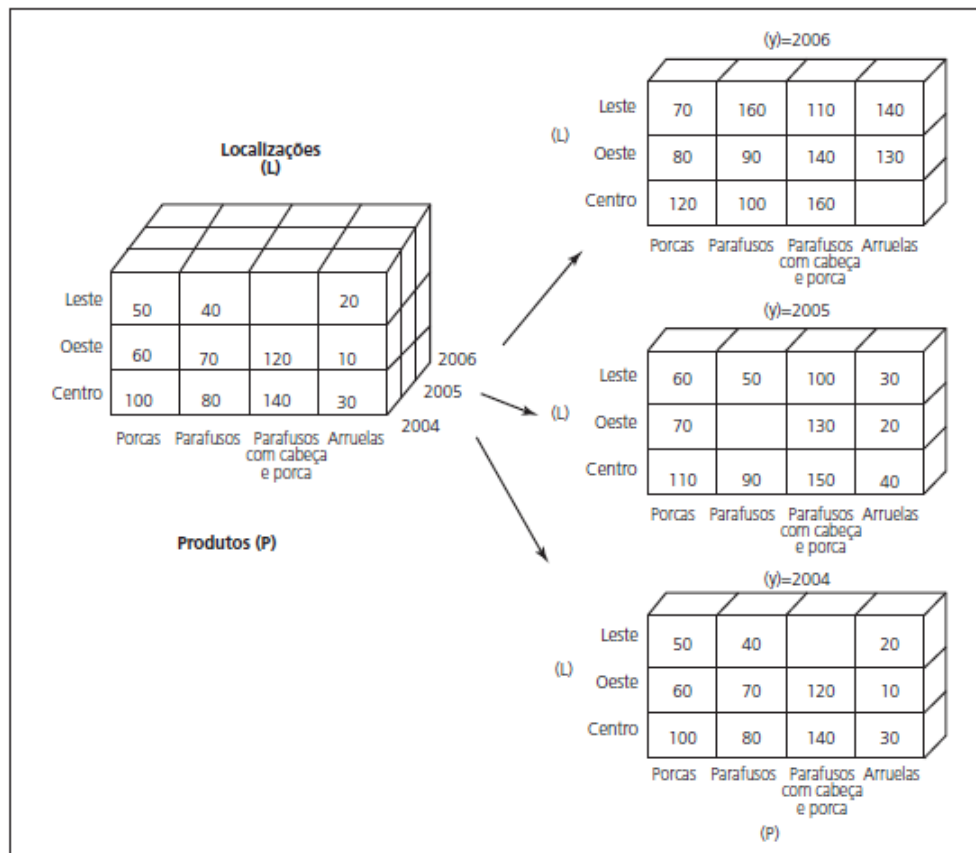 Localizações
(L)
Leste
50 40 20
Oeste
60 70 120 10
Centro
100 80 140 30
2006
2005
2004
Porcas Parafusos Parafusos Arruelas
com cabeça
e porca
Produtos (P)
(y)=2006
(L)
Leste
70 160 110 140
Oeste
80 90 140 130
Centro
120 100 160
Porcas Parafusos Parafusos Arruelas
com cabeça
e porca
(y)=2005
(L)
Leste
60 50 100 30
Oeste
70 130 20
Centro
110 90 150 40
Porcas Parafusos Parafusos Arruelas
com cabeça
e porca
(y)=2004
(L)
Leste
50 40 20
Oeste
60 70 120 10
Centro
100 80 140 30
Porcas Parafusos Parafusos Arruelas
com cabeça
e porca
(P)